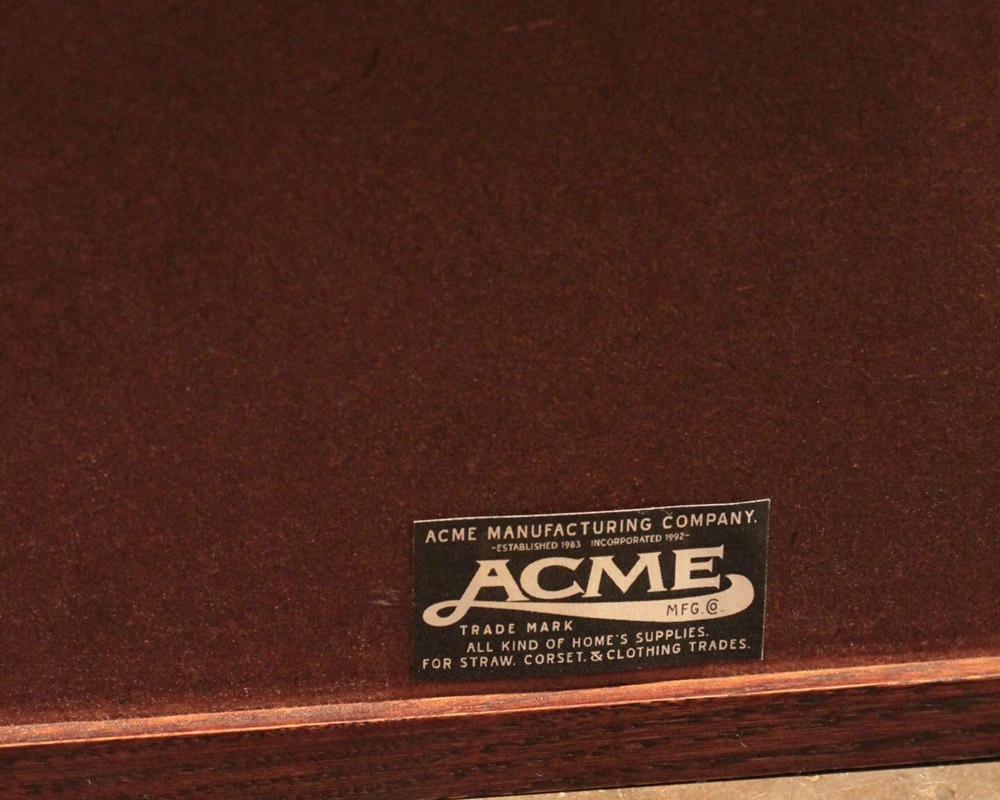 ACME MANUFACTURING COMPANY.
-ESTABLISHED 1983 INCORPORATED 1992-
ACME
MFG.Co
TRADE MARK
ALL KIND OF HOME'S SUPPLIES.
FOR STRAW. CORSET. & CLOTHING TRADES.